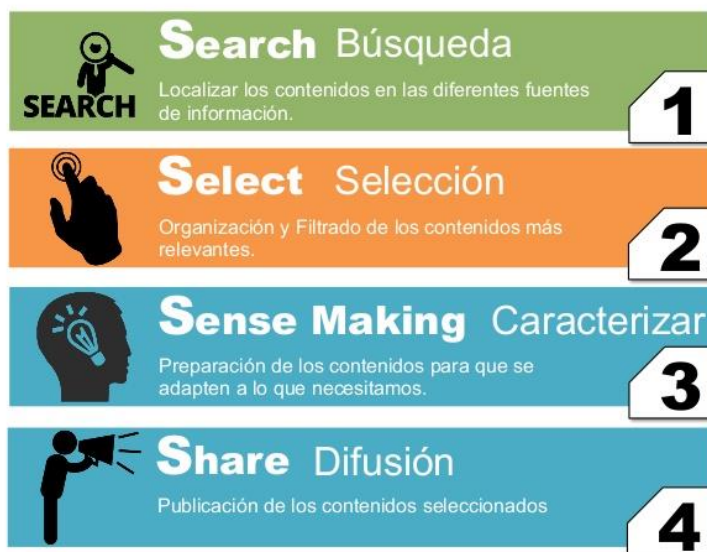 Search Búsqueda
Localizar los contenidos en las diferentes fuentes
de información.
SEARCH
1
Select Selección
Organización y Filtrado de los contenidos más
relevantes.
2
Sense Making Caracterizar
Preparación de los contenidos para que se
adapten a lo que necesitamos.
3
Share Difusión
Publicación de los contenidos seleccionados
4